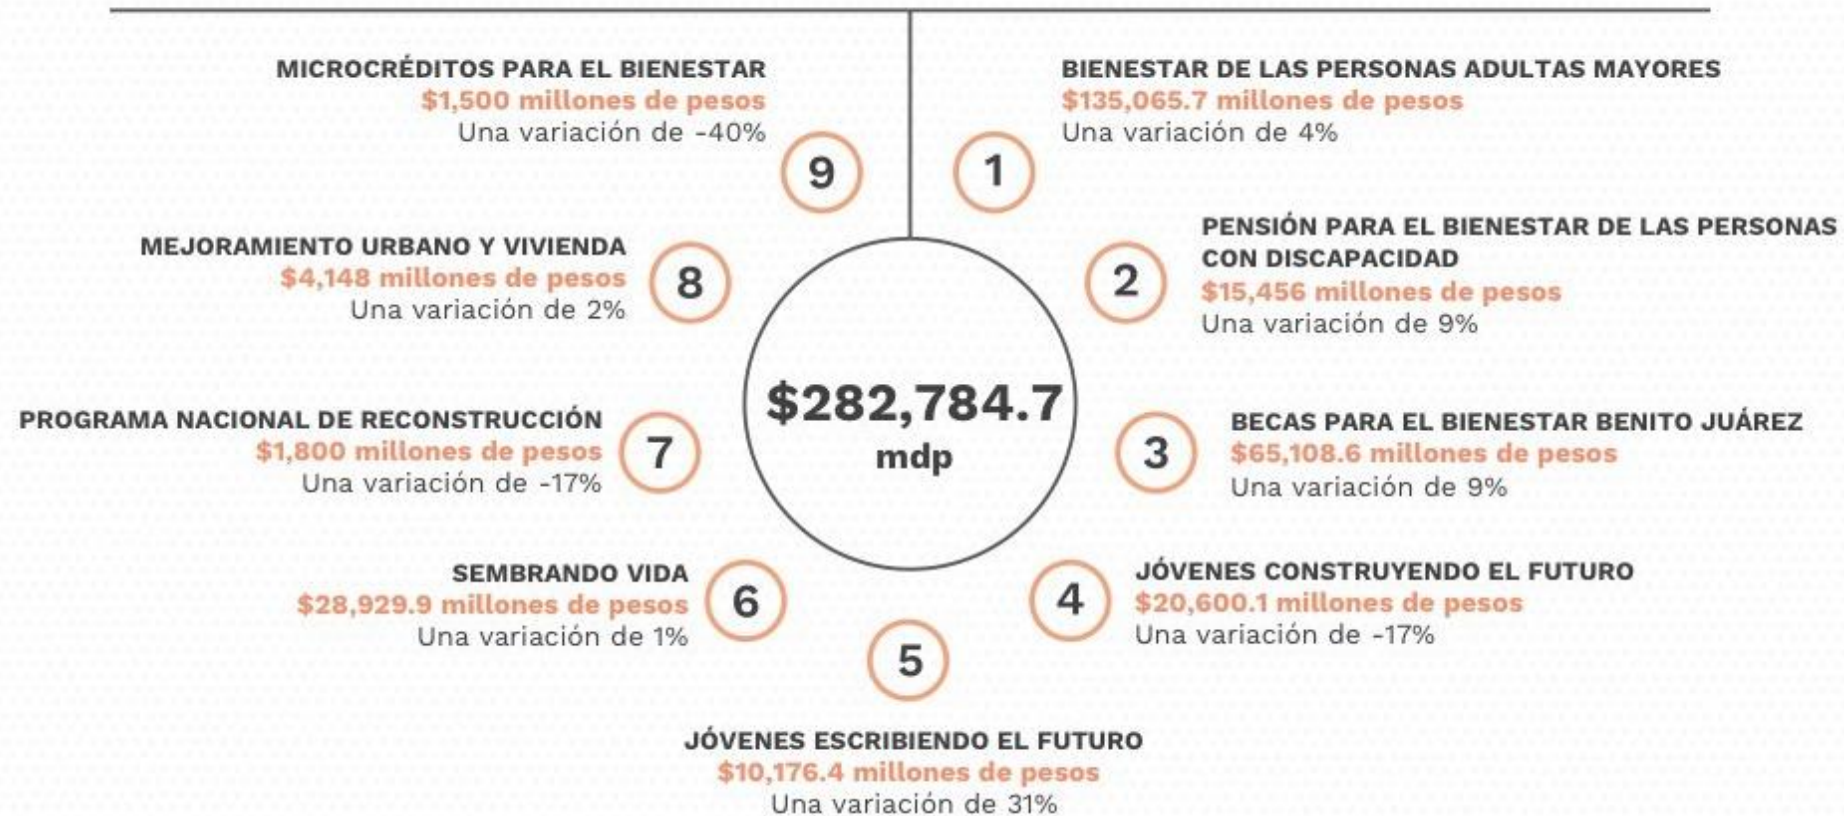 BIENESTAR DE LAS PERSONAS ADULTAS MAYORES
$135,065.7 millones de pesos
Una variación de 4%
1
PENSIÓN PARA EL BIENESTAR DE LAS PERSONAS
CON DISCAPACIDAD
$15,456 millones de pesos
Una variación de 9%
2
BECAS PARA EL BIENESTAR BENITO JUÁREZ
$65,108.6 millones de pesos
Una variación de 9%
3
JÓVENES CONSTRUYENDO EL FUTURO
$20,600.1 millones de pesos
Una variación de -17%
4
5
JÓVENES ESCRIBIENDO EL FUTURO
$10,176.4 millones de pesos
Una variación de 31%
SEMBRANDO VIDA
$28,929.9 millones de pesos
Una variación de 1%
6
PROGRAMA NACIONAL DE RECONSTRUCCIÓN
$1,800 millones de pesos
Una variación de -17%
7
MEJORAMIENTO URBANO Y VIVIENDA
$4,148 millones de pesos
Una variación de 2%
8
MICROCRÉDITOS PARA EL BIENESTAR
$1,500 millones de pesos
Una variación de -40%
9
$282,784.7
mdp